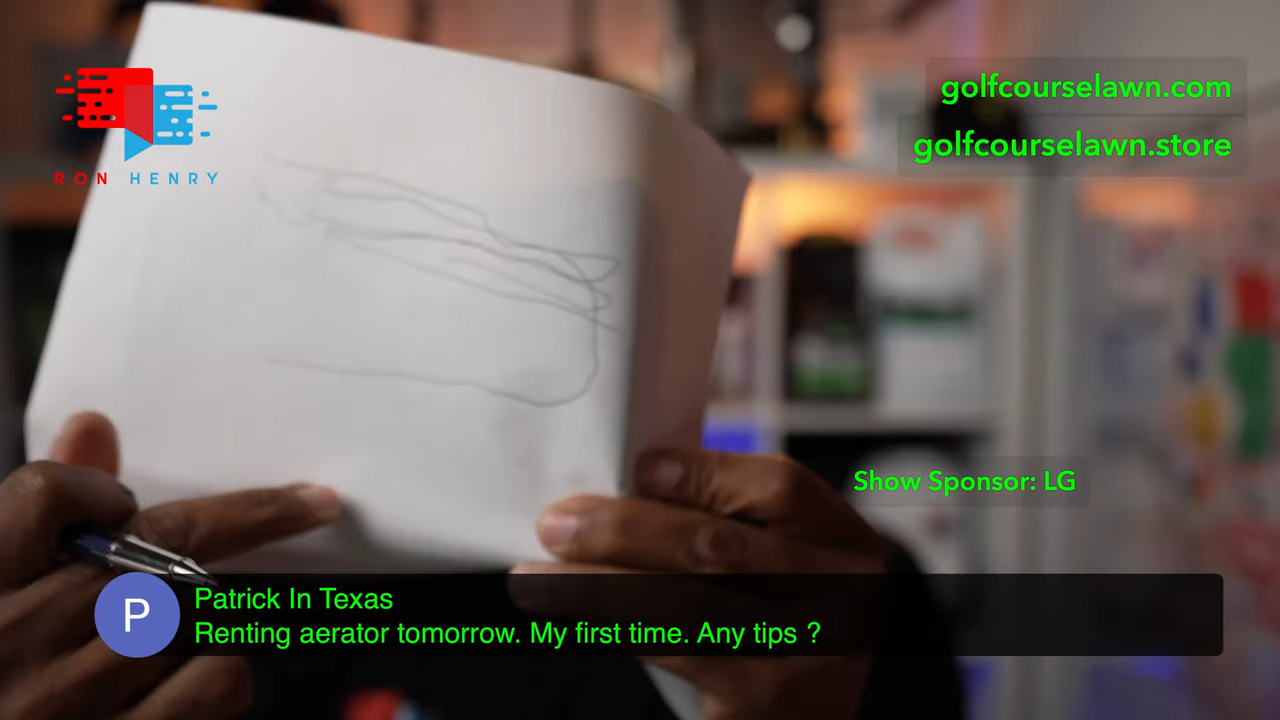 RON HENRY
golfcourselawn.com
golfcourselawn.store
Show Sponsor: LG
P
Patrick In Texas
Renting aerator tomorrow. My first time. Any tips ?